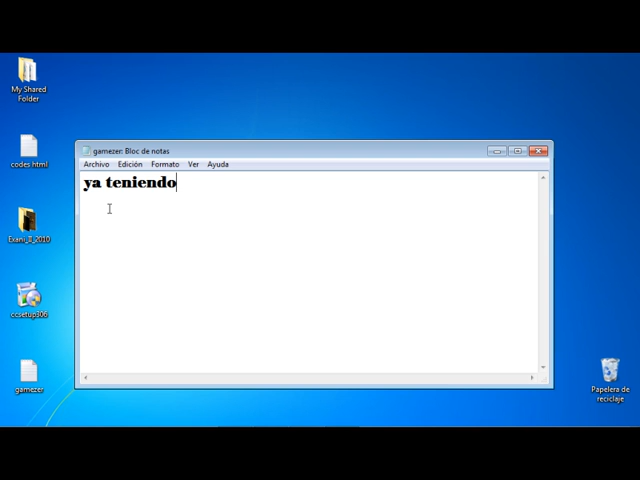 My Shared
Folder
codes html
Exani_II_2010
ccsetup306
gamezer
gamezer: Bloc de notas
Archivo Edición Formato Ver Ayuda
ya teniendo
Papelera de
reciclaje